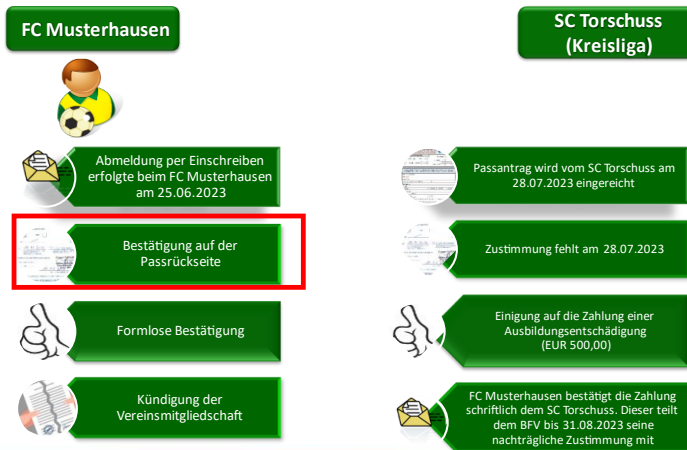 FC Musterhausen
Abmeldung per Einschreiben
erfolgte beim FC Musterhausen
am 25.06.2023
Bestätigung auf der
Passrückseite
Formlose Bestätigung
Kündigung der
Vereinsmitgliedschaft
SC Torschuss
(Kreisliga)
Passantrag wird vom SC Torschuss am
28.07.2023 eingereicht
Zustimmung fehlt am 28.07.2023
Einigung auf die Zahlung einer
Ausbildungsentschädigung
(EUR 500,00)
FC Musterhausen bestätigt die Zahlung
schriftlich dem SC Torschuss. Dieser teilt
dem BFV bis 31.08.2023 seine
nachträgliche Zustimmung mit